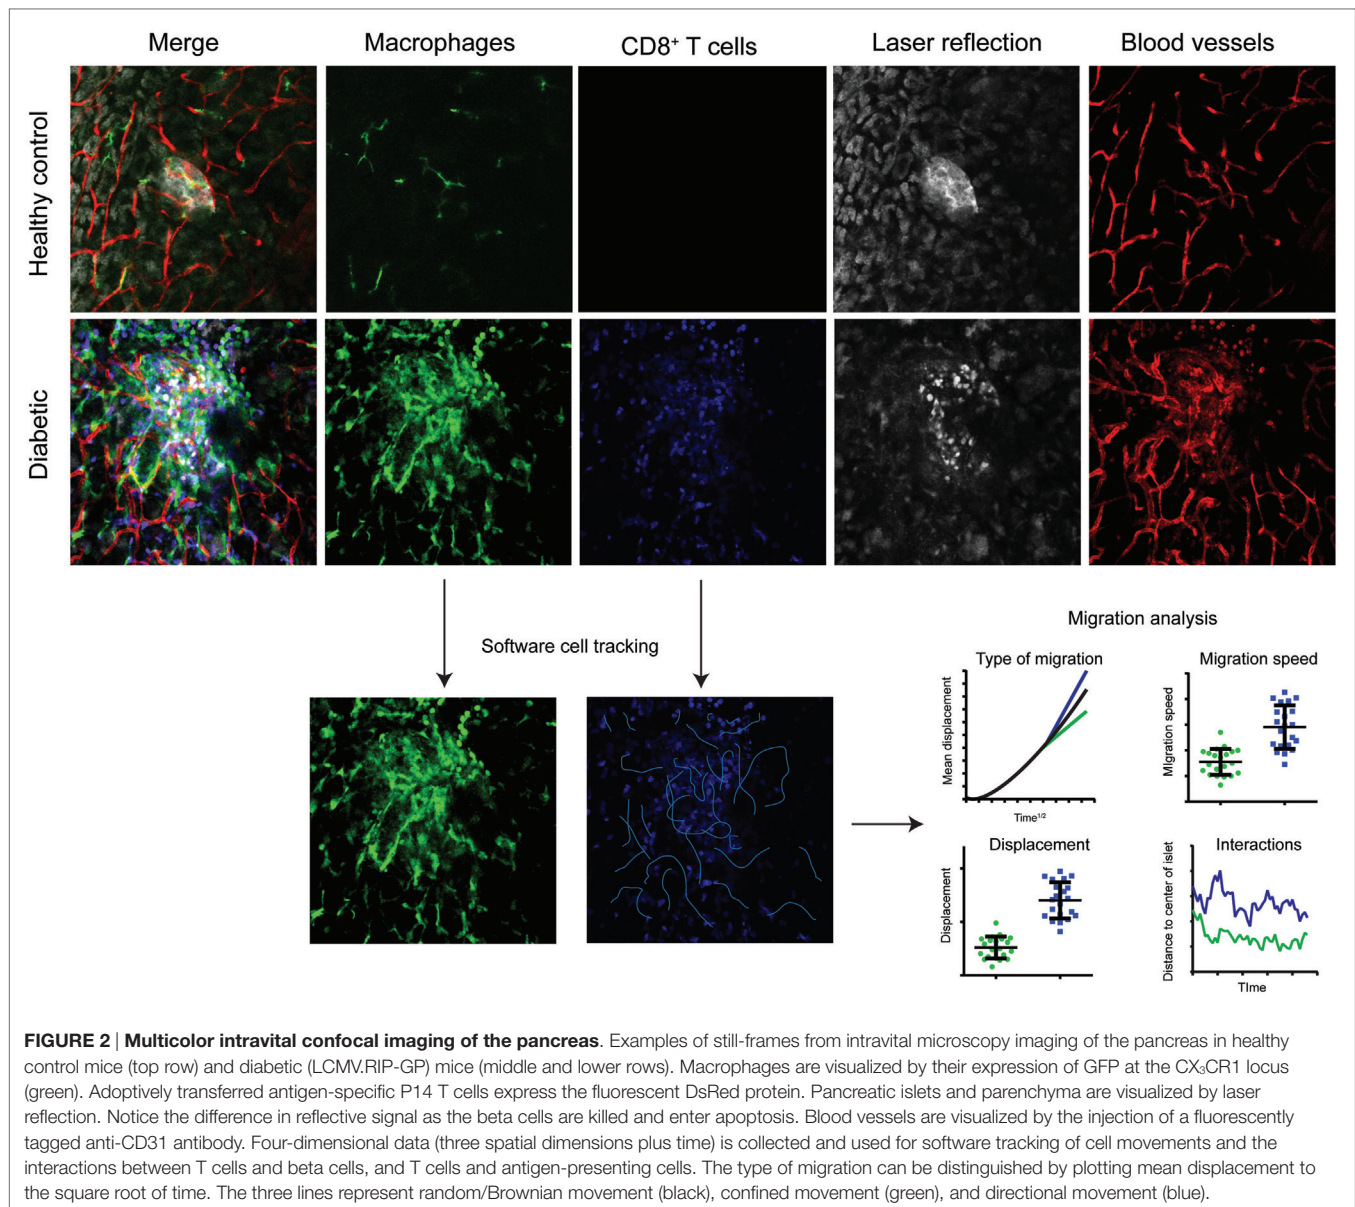 Merge
Macrophages
CD8⁺ T cells
Laser reflection
Blood vessels
Healthy control
Diabetic
Software cell tracking
Migration analysis
Type of migration
Mean displacement
Time¹/²
Migration speed
MIgration speed
Displacement
Displacement
Interactions
Distance to center of islet
TIme
FIGURE 2 | Multicolor intravital confocal imaging of the pancreas. Examples of still-frames from intravital microscopy imaging of the pancreas in healthy
control mice (top row) and diabetic (LCMV.RIP-GP) mice (middle and lower rows). Macrophages are visualized by their expression of GFP at the CX₃CR1 locus
(green). Adoptively transferred antigen-specific P14 T cells express the fluorescent DsRed protein. Pancreatic islets and parenchyma are visualized by laser
reflection. Notice the difference in reflective signal as the beta cells are killed and enter apoptosis. Blood vessels are visualized by the injection of a fluorescently
tagged anti-CD31 antibody. Four-dimensional data (three spatial dimensions plus time) is collected and used for software tracking of cell movements and the
interactions between T cells and beta cells, and T cells and antigen-presenting cells. The type of migration can be distinguished by plotting mean displacement to
the square root of time. The three lines represent random/Brownian movement (black), confined movement (green), and directional movement (blue).